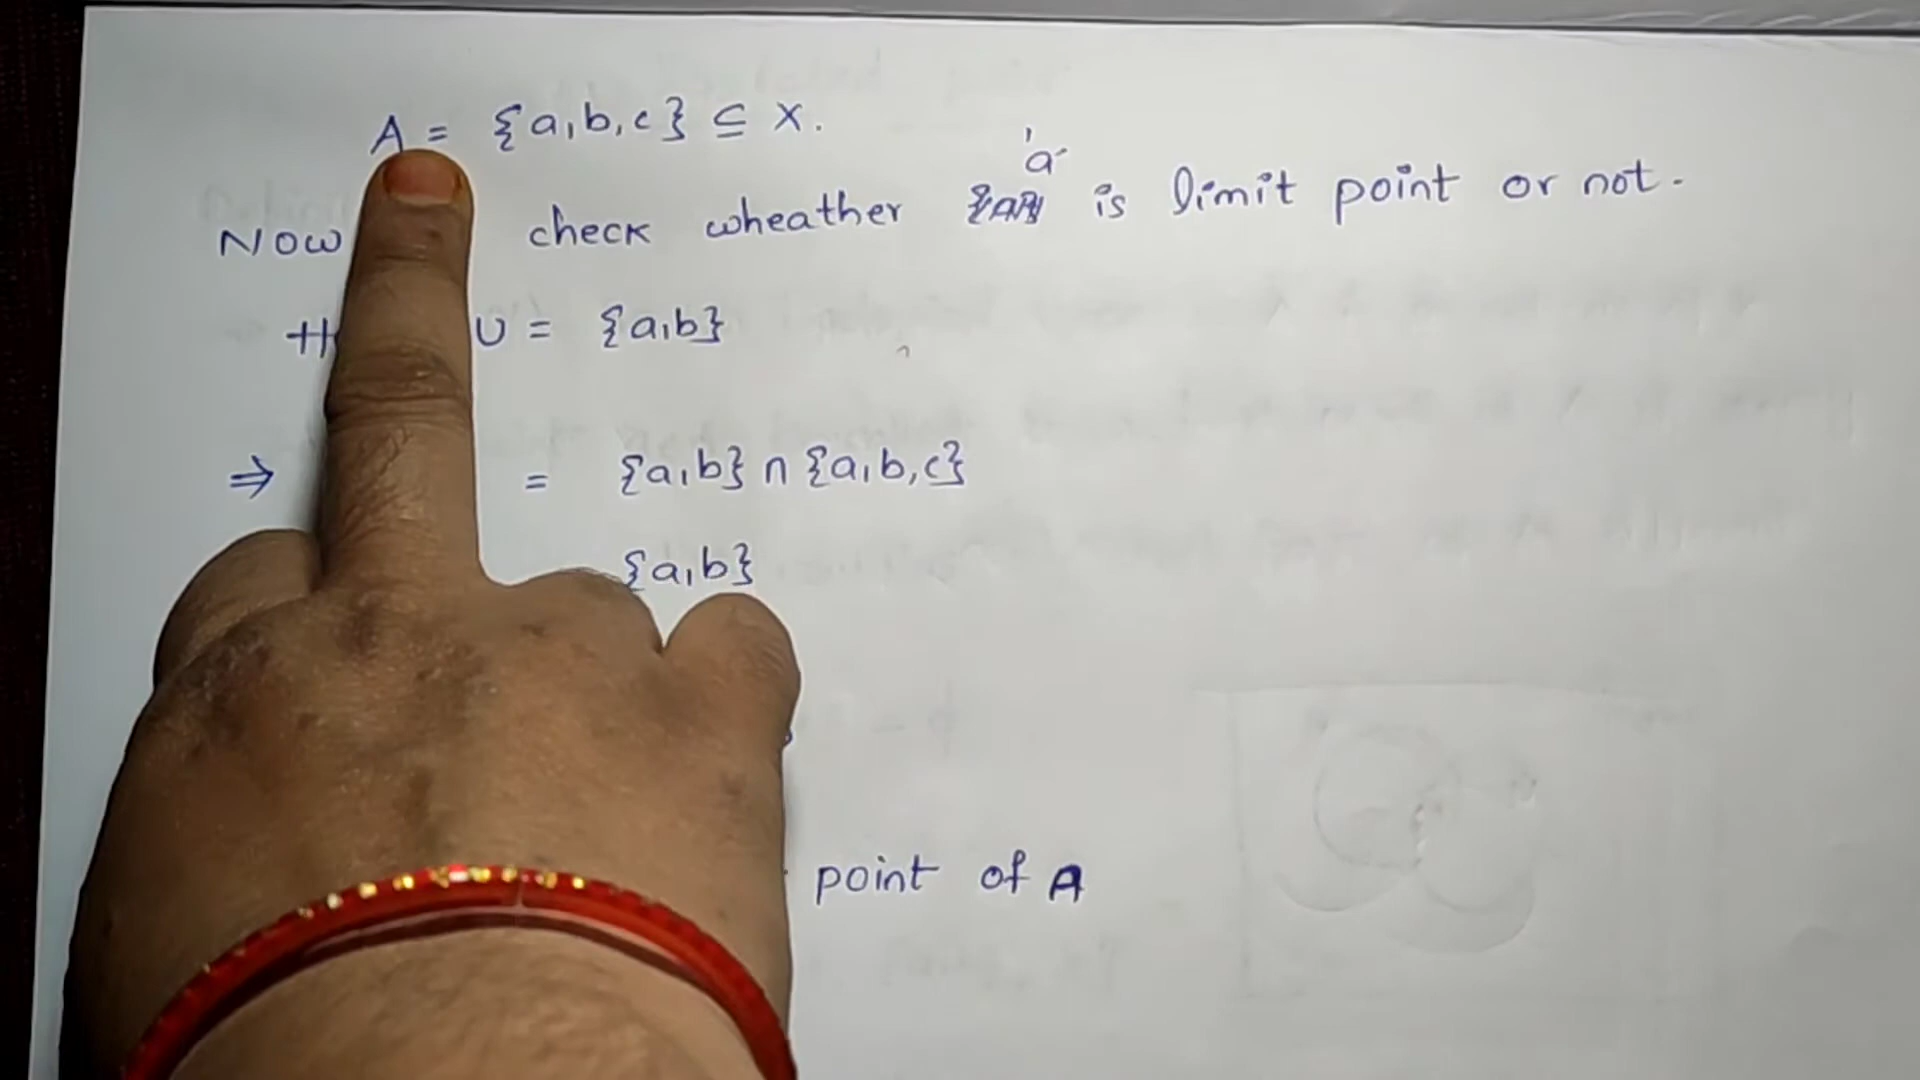 A = {a,b,c} ⊆ X.
'a'
Now check wheather is limit point or not.
U = {a,b}
⇒ = {a,b} ∩ {a,b,c}
{a,b}
point of A